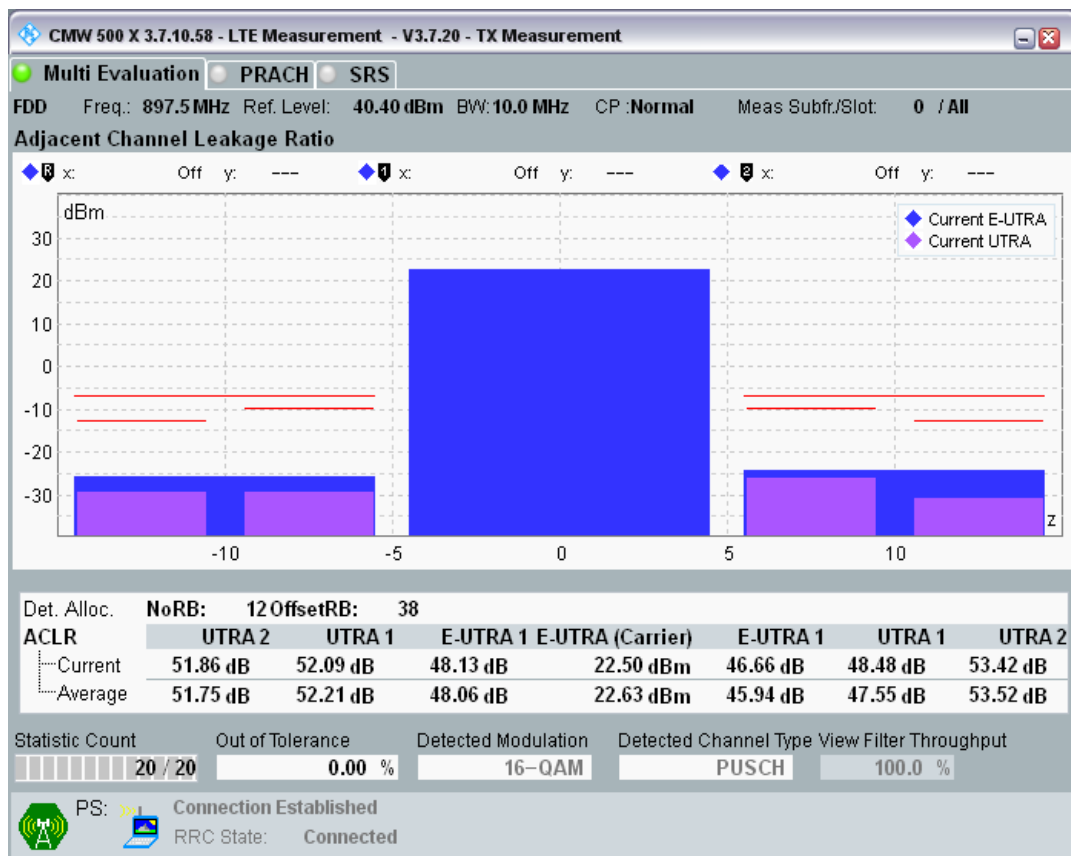 CMW 500 X 3.7.10.58 - LTE Measurement - V3.7.20 - TX Measurement
Multi Evaluation PRACH SRS
FDD Freq.: 897.5 MHz Ref. Level: 40.40 dBm BW: 10.0 MHz CP :Normal Meas Subfr./Slot: 0 / All
Adjacent Channel Leakage Ratio
R x: Off y: --- 1 x: Off y: --- 2 x: Off y: ---
dBm
Current E-UTRA
Current UTRA
30
20
10
0
-10
-20
-30
z
-10 -5 0 5 10
Det. Alloc. NoRB: 12 OffsetRB: 38
ACLR UTRA 2 UTRA 1 E-UTRA 1 E-UTRA (Carrier) E-UTRA 1 UTRA 1 UTRA 2
Current 51.86 dB 52.09 dB 48.13 dB 22.50 dBm 46.66 dB 48.48 dB 53.42 dB
Average 51.75 dB 52.21 dB 48.06 dB 22.63 dBm 45.94 dB 47.55 dB 53.52 dB
Statistic Count Out of Tolerance Detected Modulation Detected Channel Type View Filter Throughput
20 / 20 0.00 % 16-QAM PUSCH 100.0 %
PS: Connection Established
RRC State: Connected